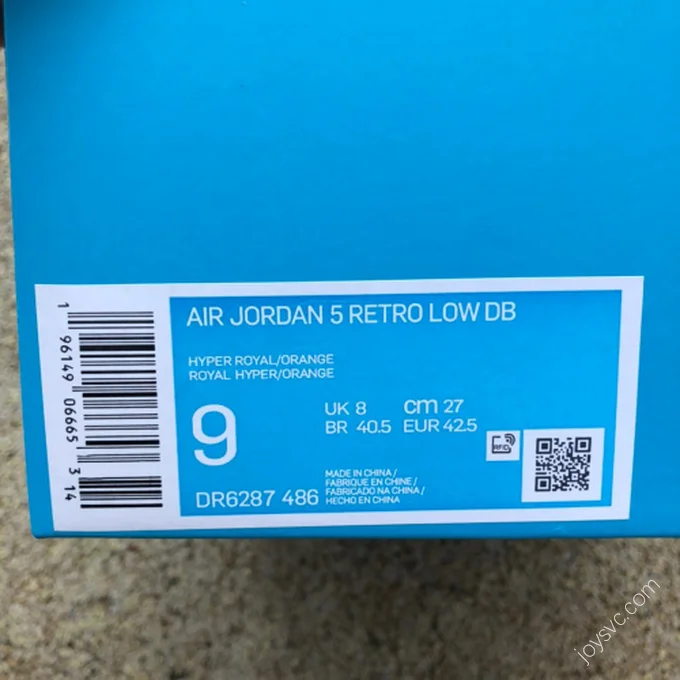 AIR JORDAN 5 RETRO LOW DB
HYPER ROYAL/ORANGE
ROYAL HYPER/ORANGE
9
UK 8 cm 27
BR 40.5 EUR 42.5
RFID
DR6287 486
MADE IN CHINA /
FABRIQUE EN CHINE /
FABRICADO NA CHINA /
HECHO EN CHINA
1 96149 06665 3 14
joysvc.com